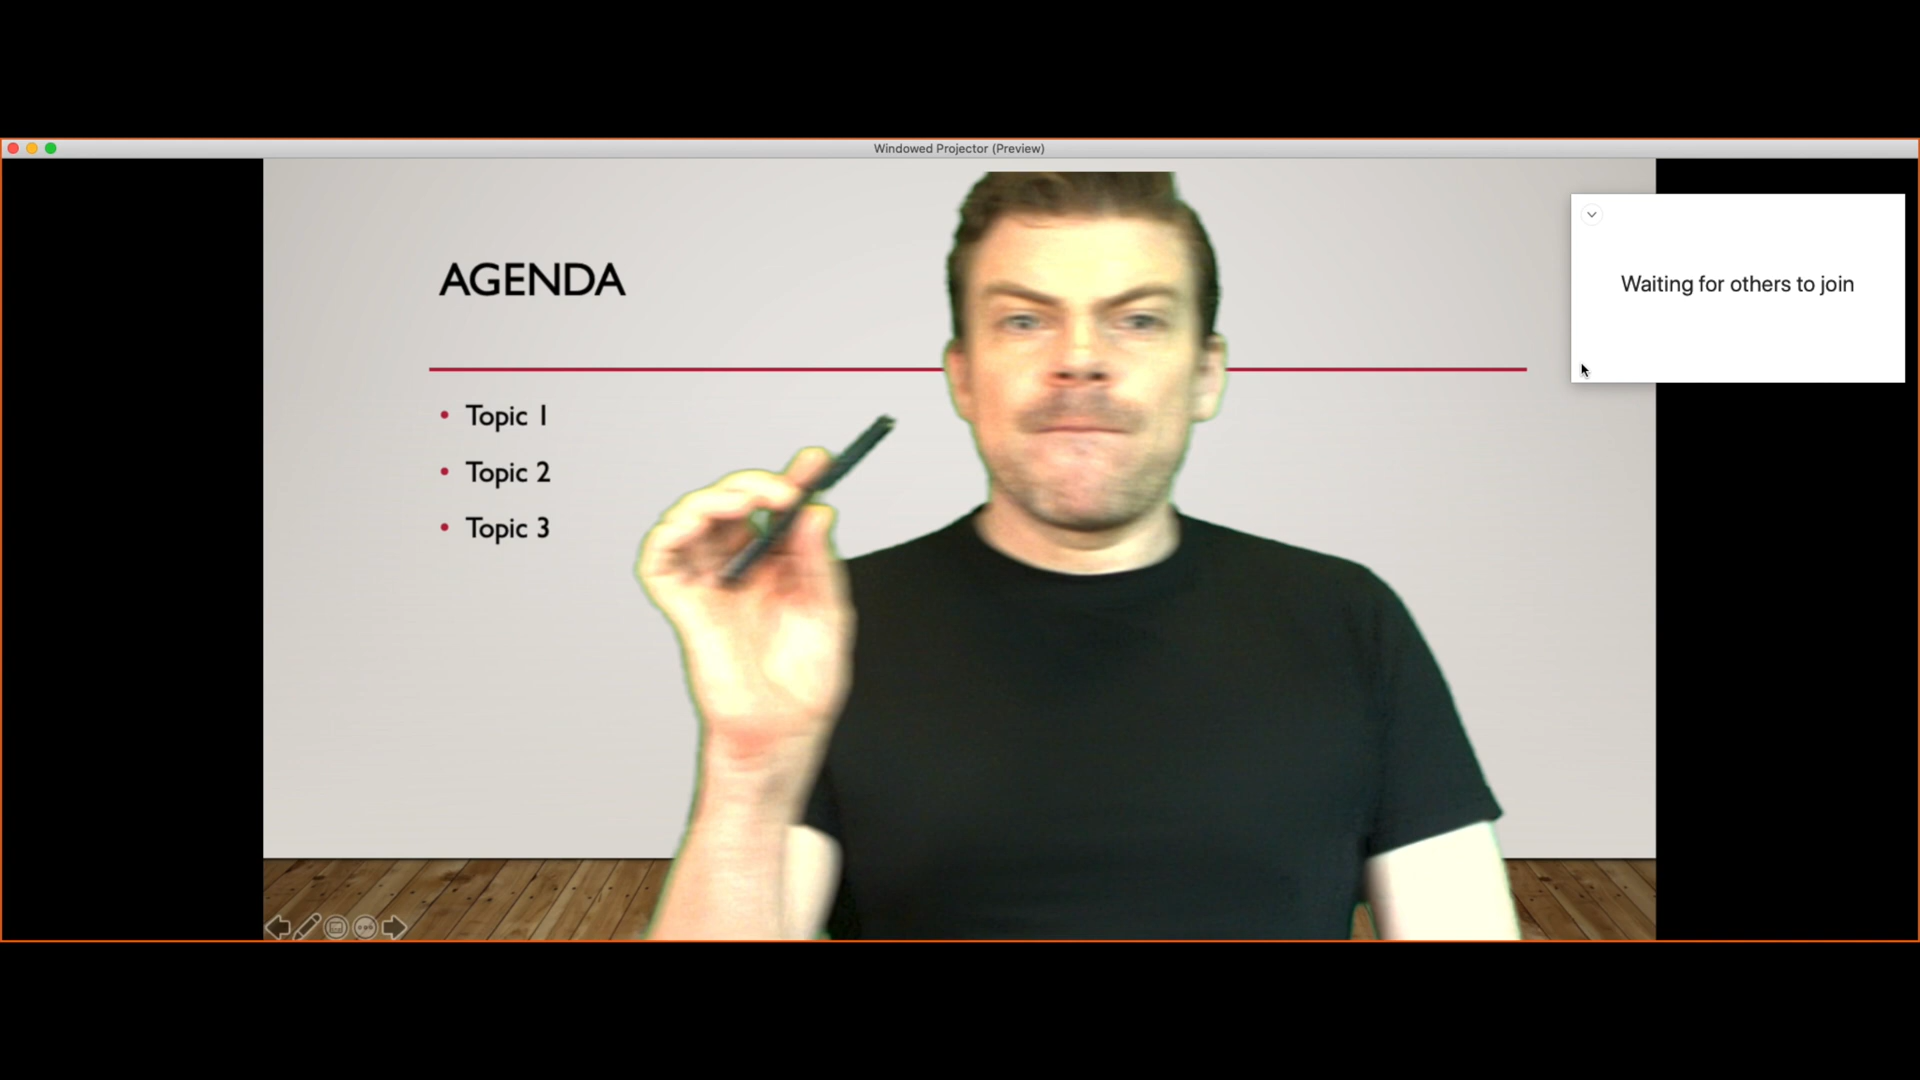 Windowed Projector (Preview)
AGENDA
Waiting for others to join
Topic 1
Topic 2
Topic 3